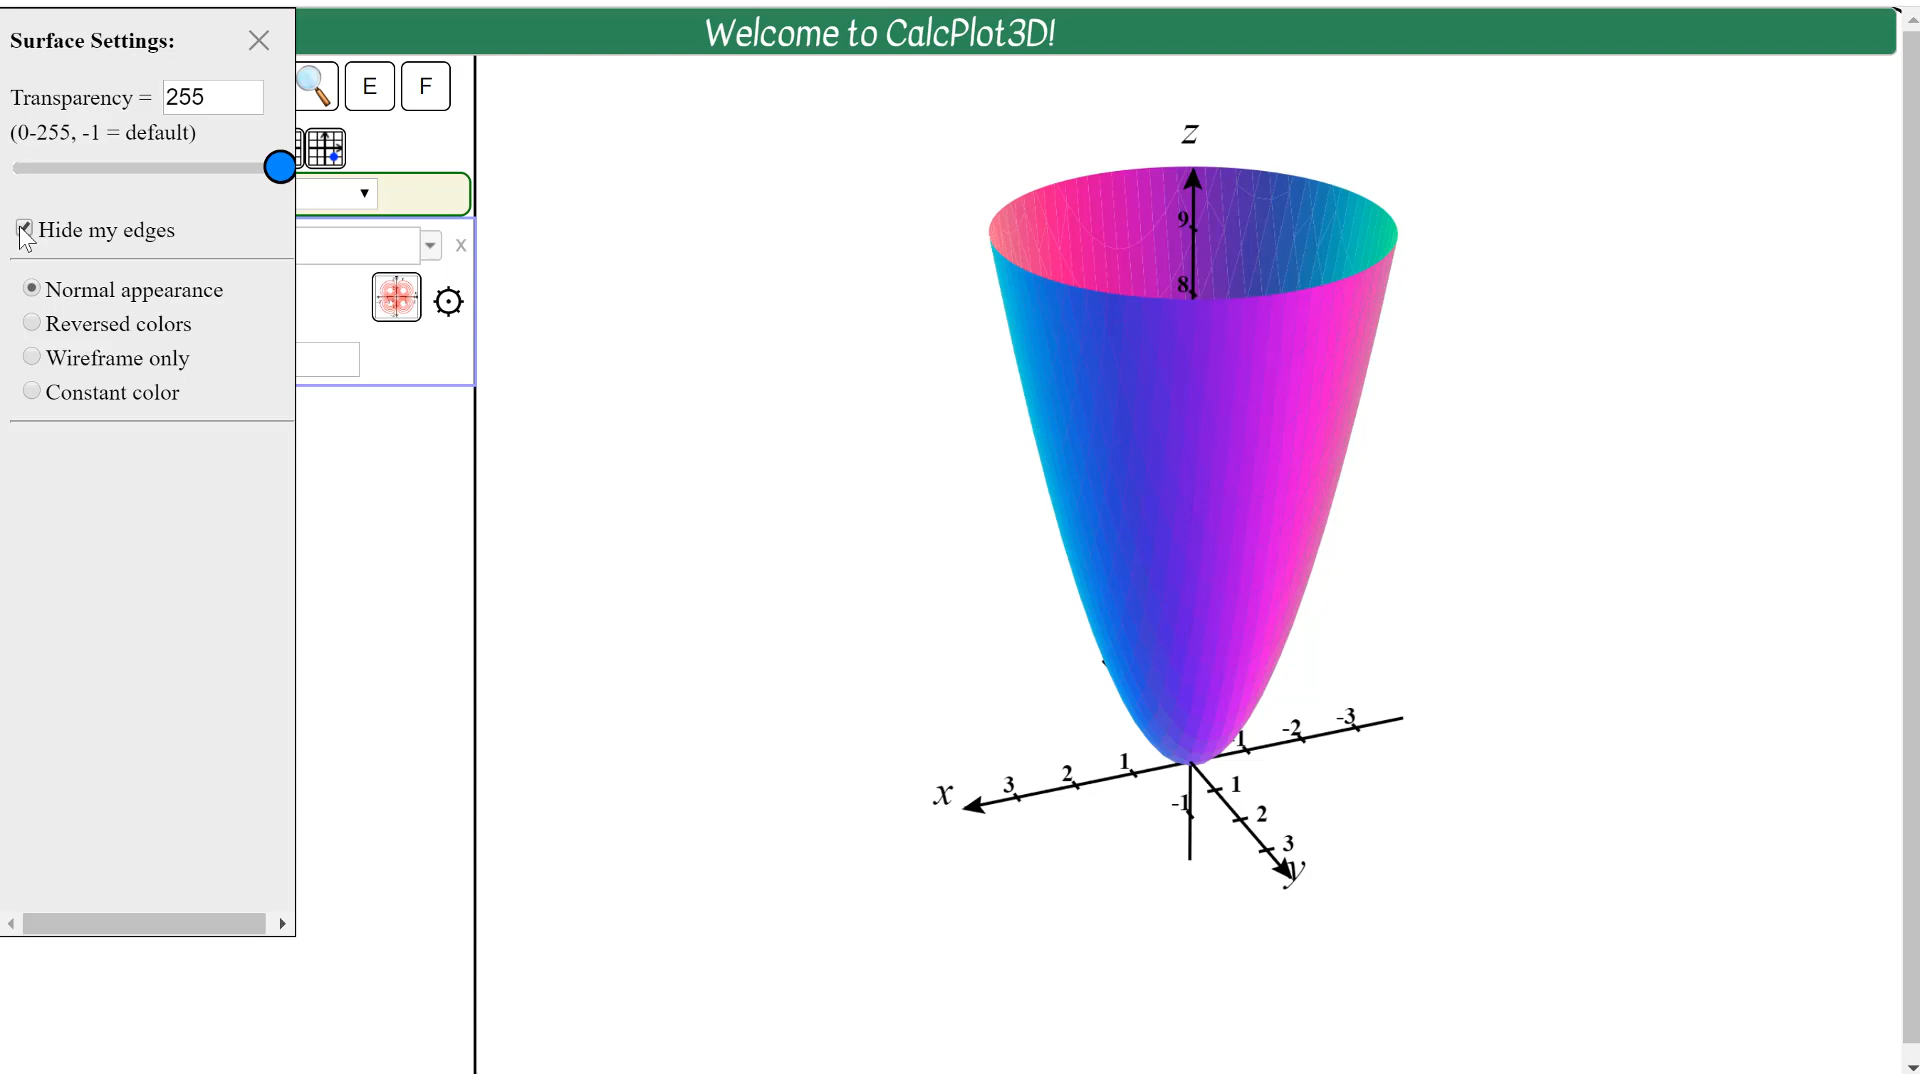 Welcome to CalcPlot3D!
Surface Settings:
Transparency = 255
(0-255, -1 = default)
Hide my edges
Normal appearance
Reversed colors
Wireframe only
Constant color
E F
x
z
9
8
-3
-2
-1
1
2
3
x
-1
1
2
3
y